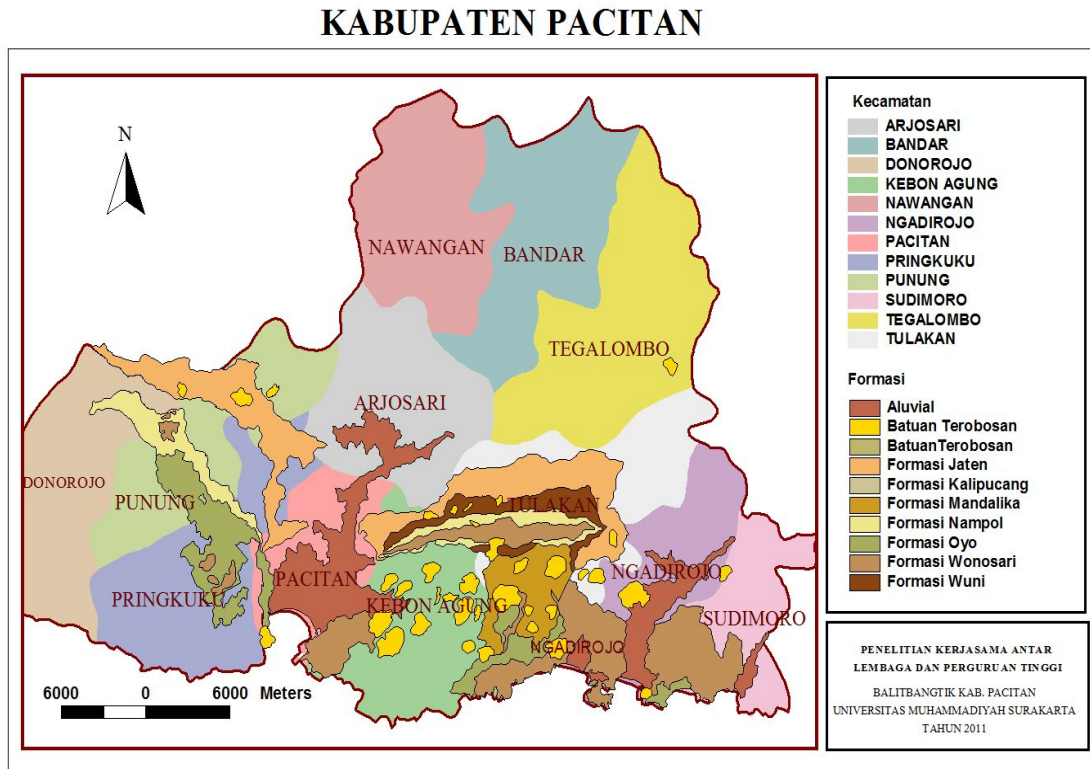 KABUPATEN PACITAN
N
NAWANGAN
BANDAR
TEGALOMBO
ARJOSARI
DONOROJO
PUNUNG
TULAKAN
PRINGKUKU
PACITAN
KEBON AGUNG
NGADIROJO
NGADIROJO
SUDIMORO
6000 0 6000 Meters
Kecamatan
ARJOSARI
BANDAR
DONOROJO
KEBON AGUNG
NAWANGAN
NGADIROJO
PACITAN
PRINGKUKU
PUNUNG
SUDIMORO
TEGALOMBO
TULAKAN
Formasi
Aluvial
Batuan Terobosan
BatuanTerobosan
Formasi Jaten
Formasi Kalipucang
Formasi Mandalika
Formasi Nampol
Formasi Oyo
Formasi Wonosari
Formasi Wuni
PENELITIAN KERJASAMA ANTAR
LEMBAGA DAN PERGURUAN TINGGI
BALITBANGTIK KAB. PACITAN
UNIVERSITAS MUHAMMADIYAH SURAKARTA
TAHUN 2011